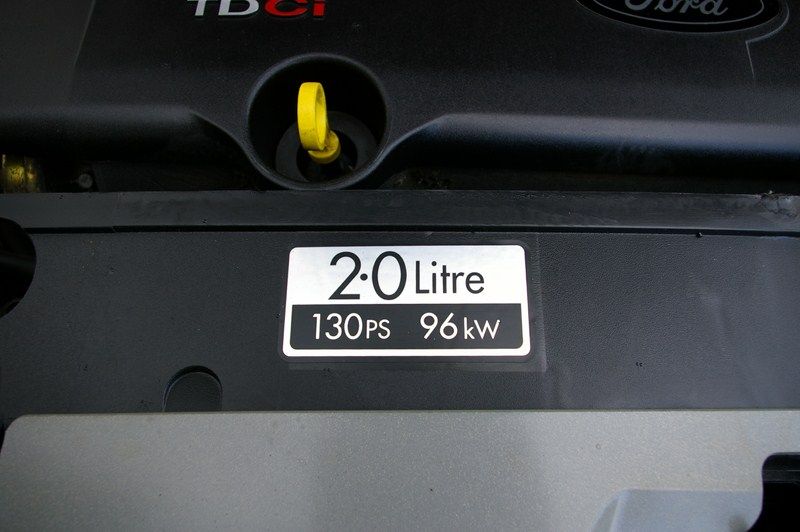 TDCi
Ford
2·0 Litre
130PS 96kW